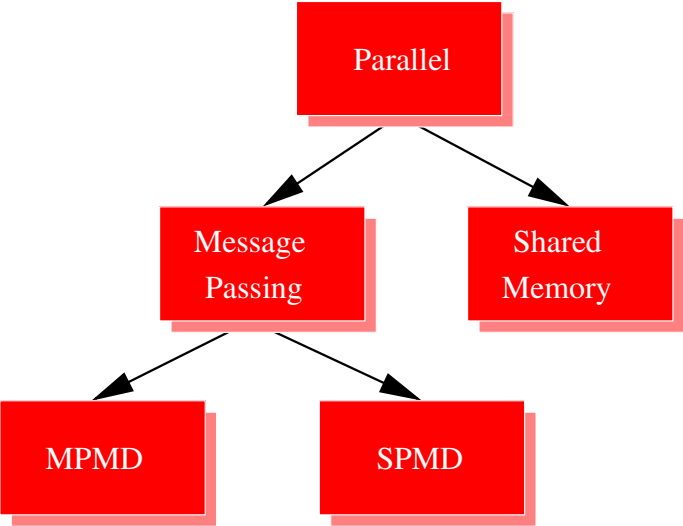 Parallel
Message
Passing
Shared
Memory
MPMD
SPMD